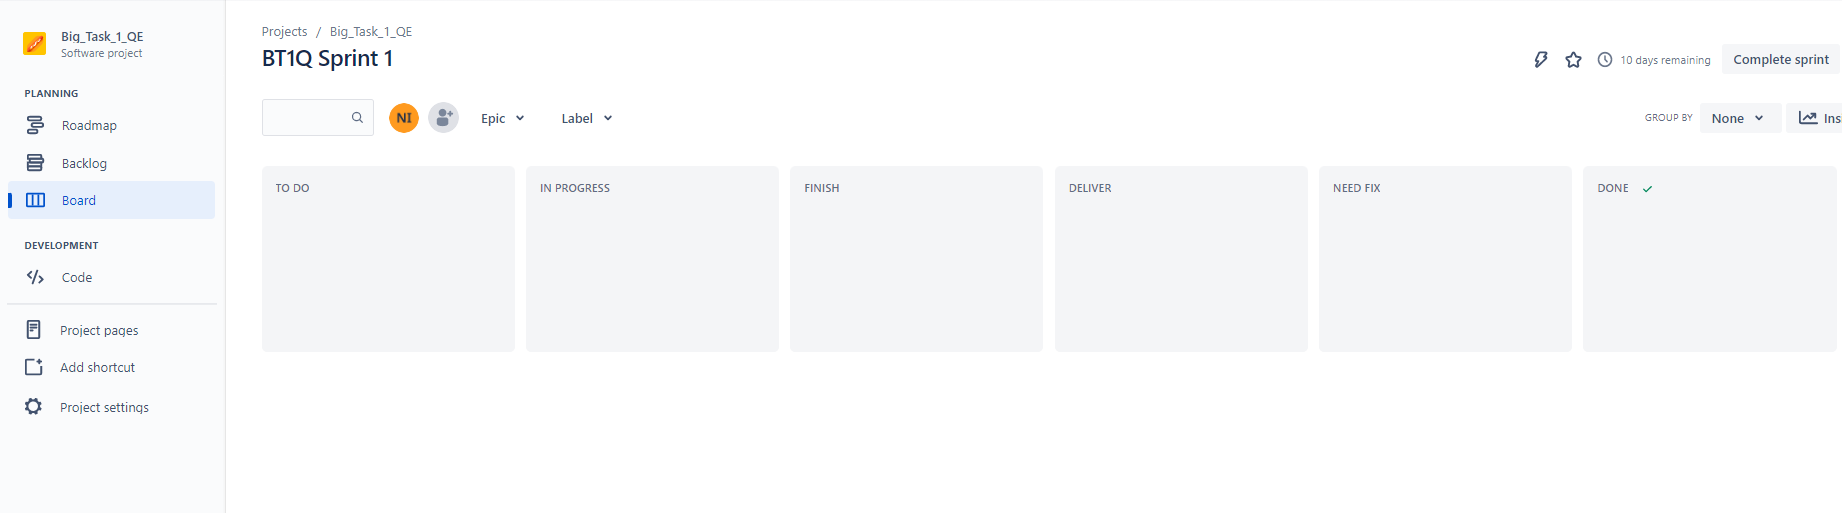 Big_Task_1_QE
Software project
PLANNING
Roadmap
Backlog
Board
DEVELOPMENT
Code
Project pages
Add shortcut
Project settings
Projects / Big_Task_1_QE
BT1Q Sprint 1
10 days remaining
Complete sprint
NI
Epic
Label
GROUP BY
None
Ins
TO DO
IN PROGRESS
FINISH
DELIVER
NEED FIX
DONE